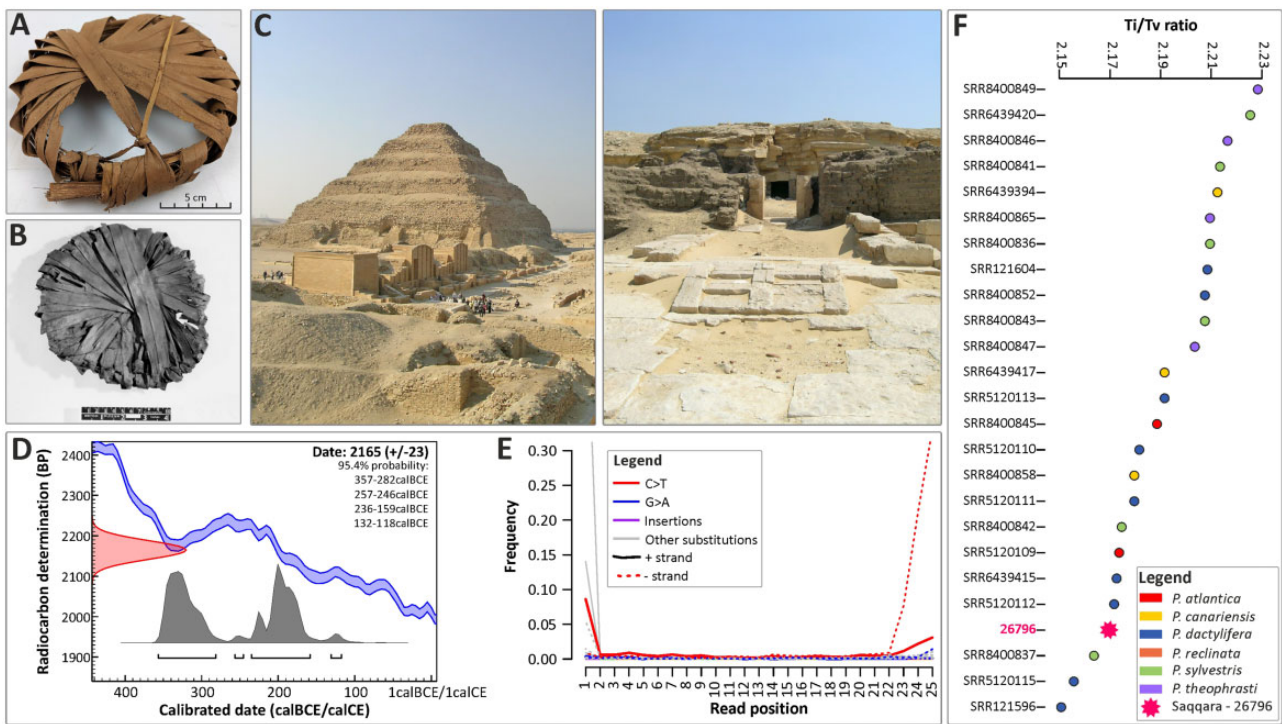 A
5 cm
B
C
D
Date: 2165 (+/-23)
95.4% probability:
357-282calBCE
257-246calBCE
236-159calBCE
132-118calBCE
Radiocarbon determination (BP)
2400
2300
2200
2100
2000
1900
400
300
200
100
1calBCE/1calCE
Calibrated date (calBCE/calCE)
E
Frequency
0.30
0.25
0.20
0.15
0.10
0.05
0.00
Legend
C>T
G>A
Insertions
Other substitutions
+ strand
- strand
1
2
3
4
5
6
7
8
9
10
11
12
13
14
15
16
17
18
19
20
21
22
23
24
25
Read position
F
Ti/Tv ratio
2.15
2.17
2.19
2.21
2.23
SRR8400849
SRR6439420
SRR8400846
SRR8400841
SRR6439394
SRR8400865
SRR8400836
SRR121604
SRR8400852
SRR8400843
SRR8400847
SRR6439417
SRR5120113
SRR8400845
SRR5120110
SRR8400858
SRR5120111
SRR8400842
SRR5120109
SRR6439415
SRR5120112
26796
SRR8400837
SRR5120115
SRR121596
Legend
P. atlantica
P. canariensis
P. dactylifera
P. reclinata
P. sylvestris
P. theophrasti
Saqqara - 26796